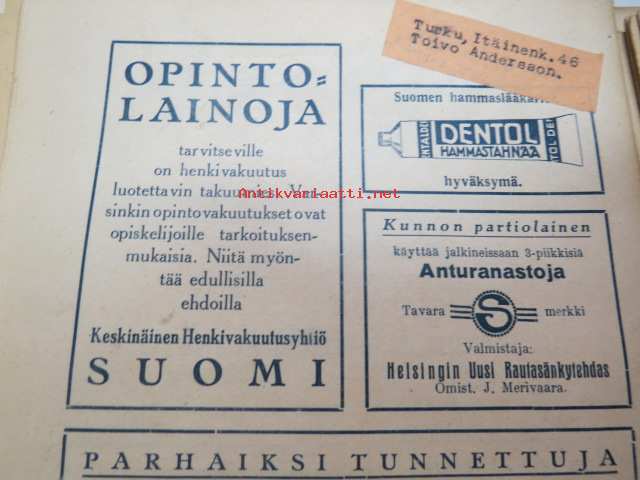 Turku, Itäinenk. 46
Toivo Andersson.
OPINTO=
LAINOJA
tarvitseville
on henkivakuutus
luotettavin
sinkin opintovakuutukset ovat
opiskelijoille tarkoituksen-
mukaisia. Niitä myön-
tää edullisilla
ehdoilla
Keskinäinen Henkivakuutusyhtiö
SUOMI
Suomen
DENTOL
HAMMASTAHNAA
hyväksymä.
Kunnon partiolainen
käyttää jalkineissaan 3-piikkisiä
Anturanastoja
Tavara S merkki
Valmistaja:
Helsingin Uusi Rautasänkytehdas
Omist. J. Merivaara.
PARHAIKSI TUNNETTUJA
Antikvariaatti.net